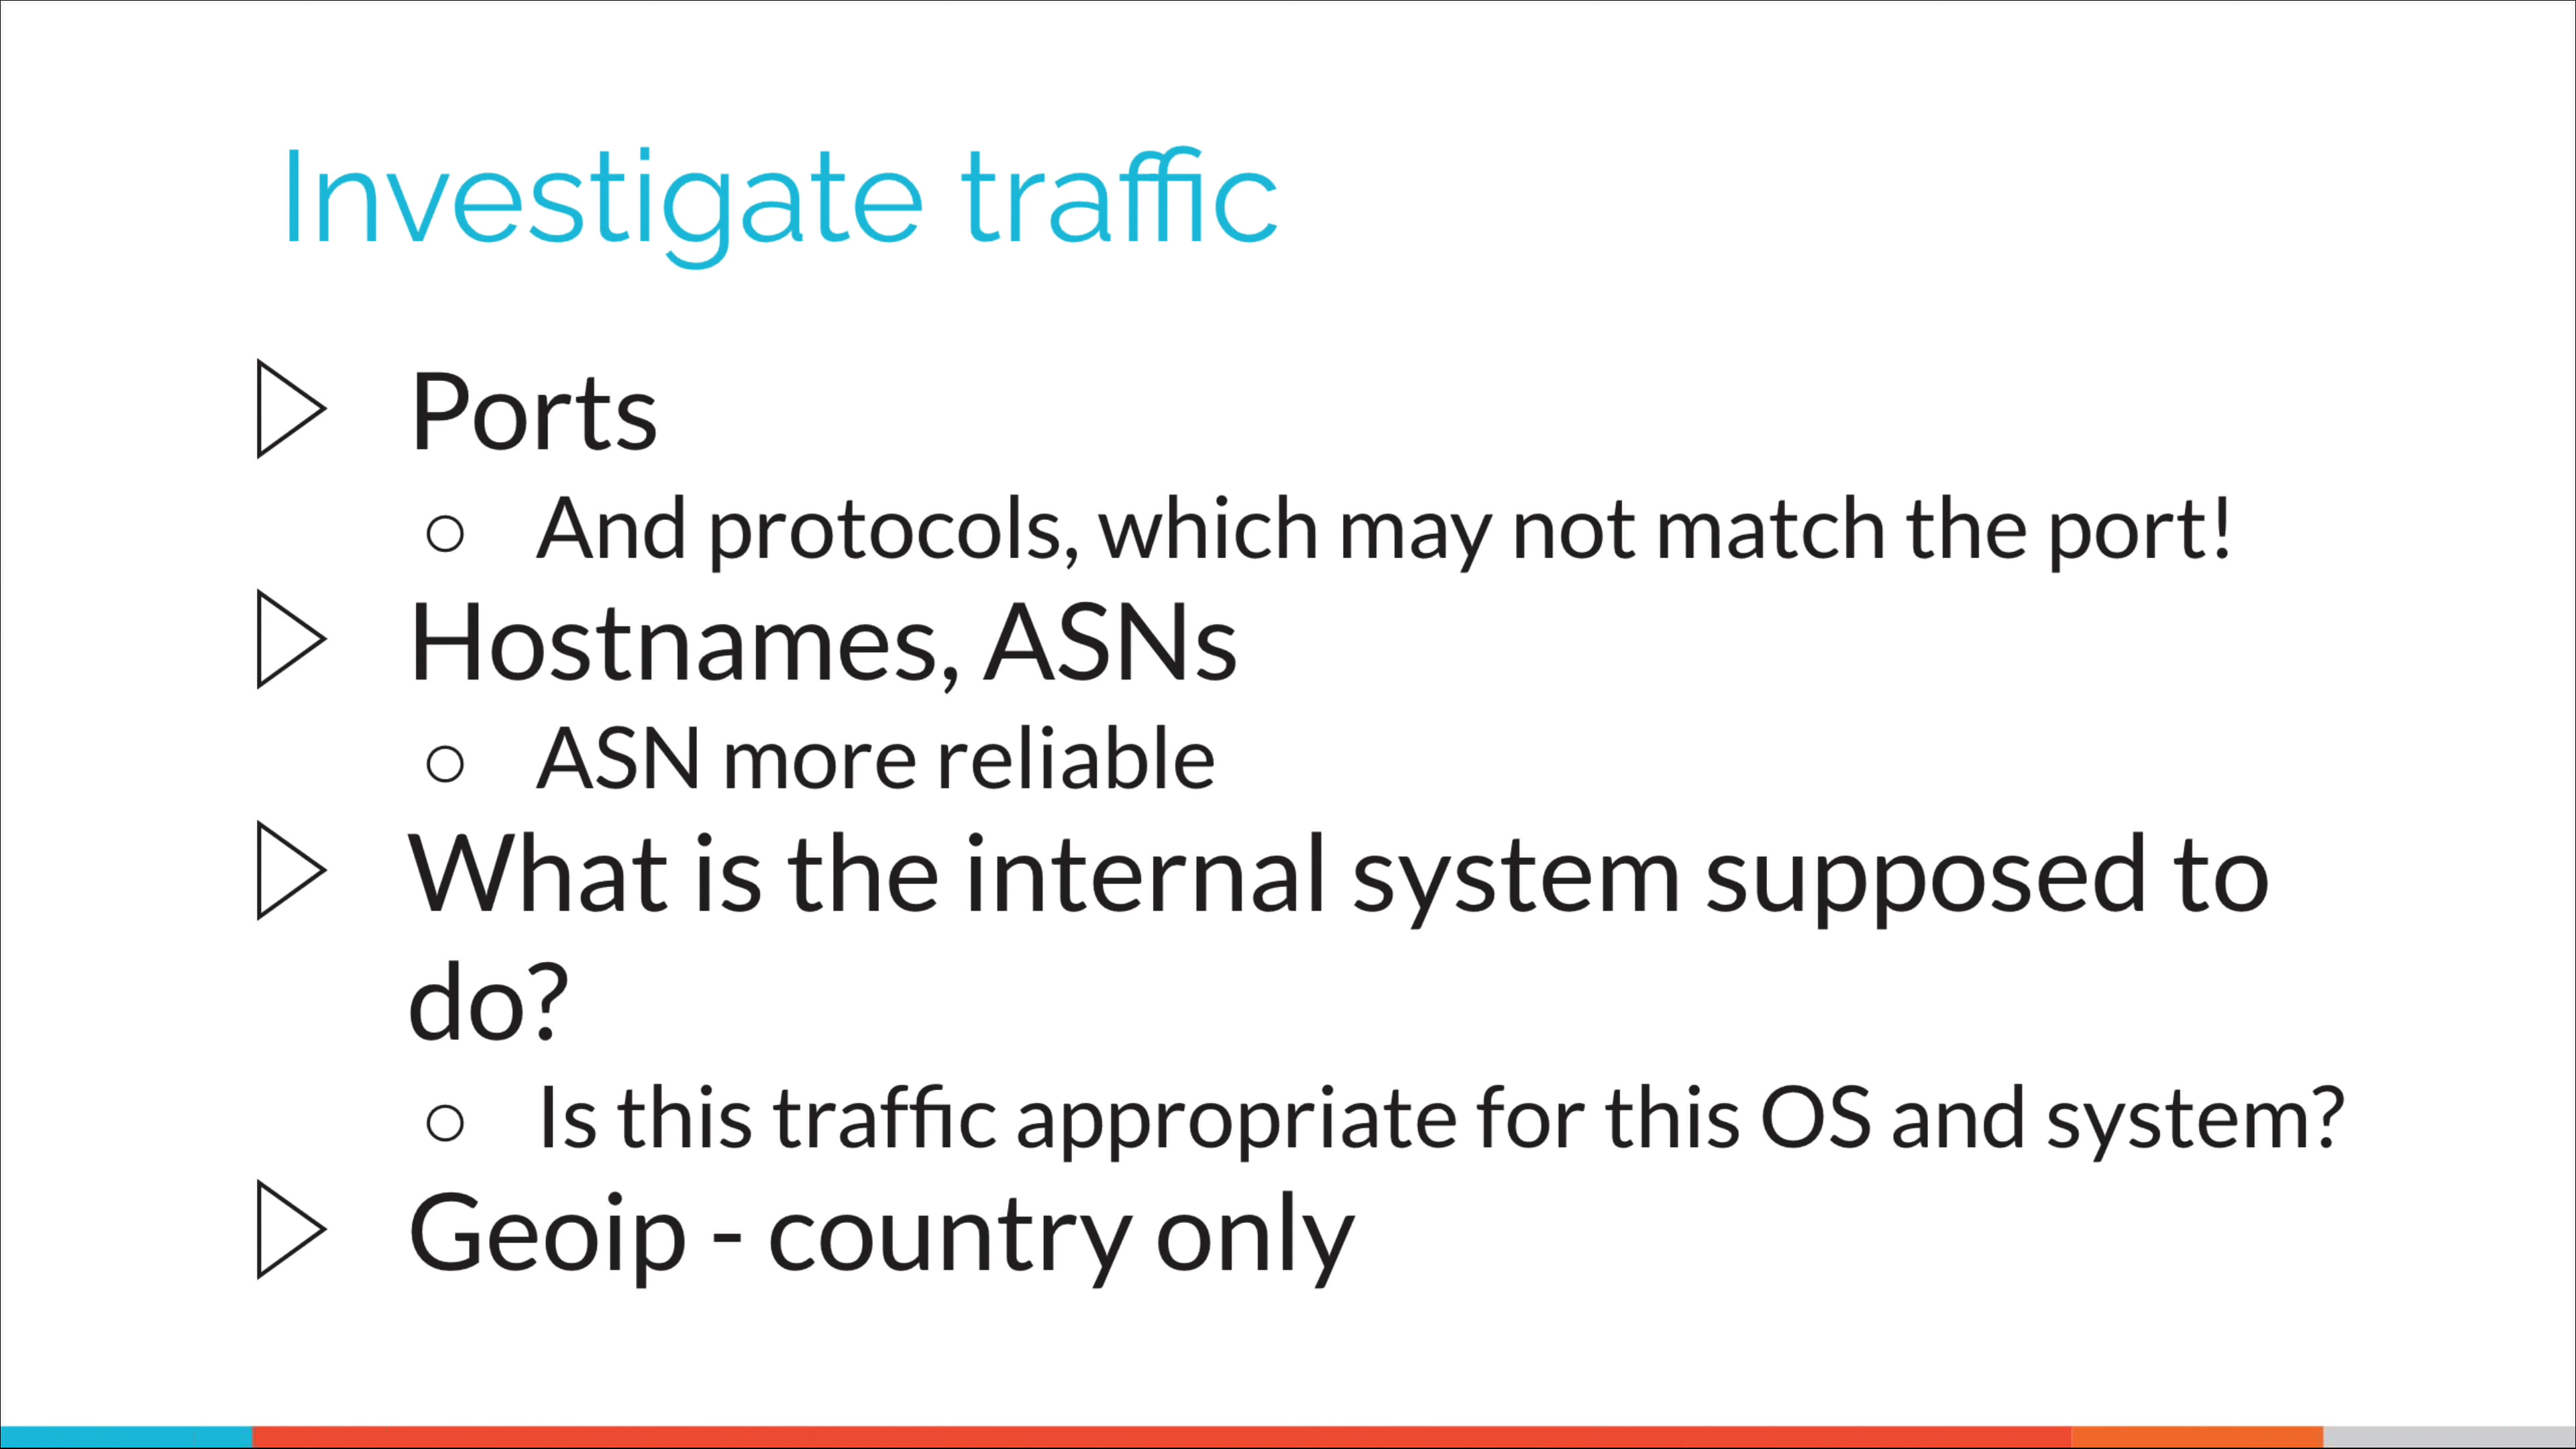 Investigate traffic
Ports
And protocols, which may not match the port!
Hostnames, ASNs
ASN more reliable
What is the internal system supposed to
do?
Is this traffic appropriate for this OS and system?
Geoip - country only